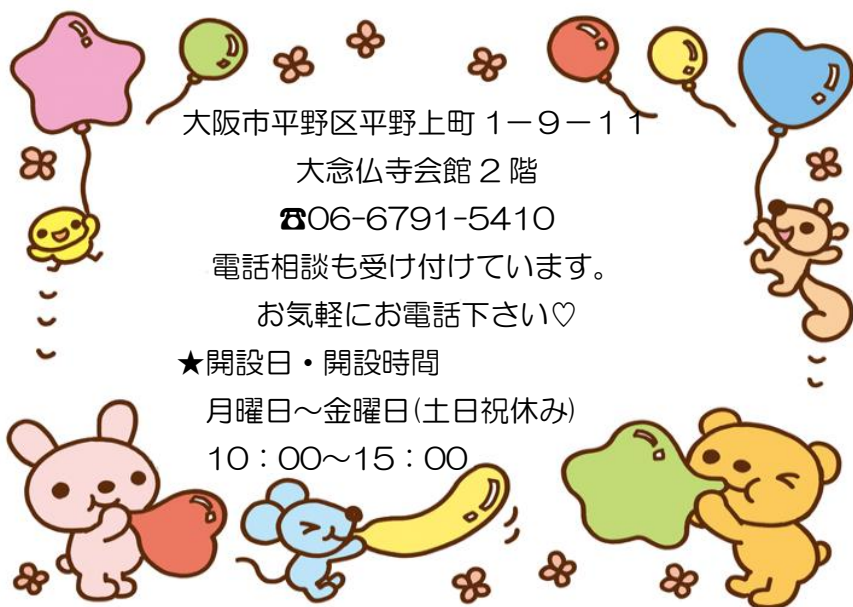 大阪市平野区平野上町1－9－11
大念仏寺会館2階
☎06-6791-5410
電話相談も受け付けています。
お気軽にお電話下さい♡
★開設日・開設時間
月曜日～金曜日(土日祝休み)
10：00～15：00